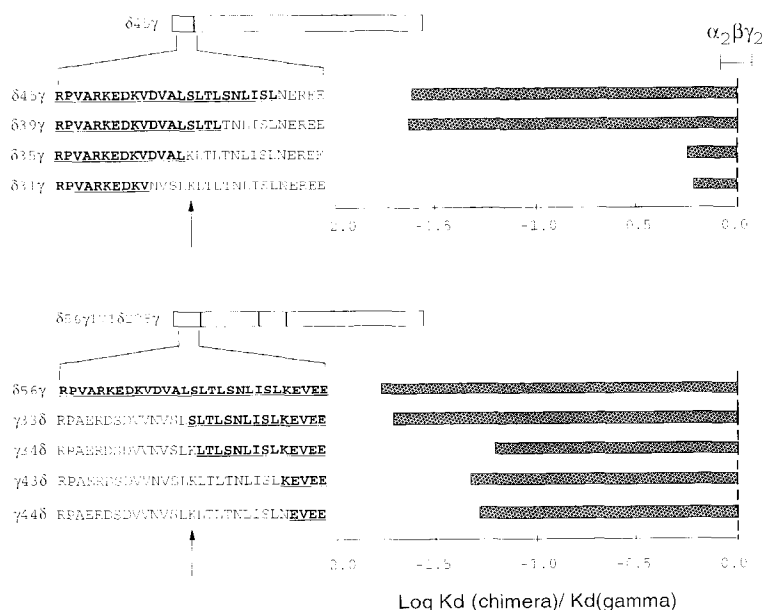 δ45γ
α2βγ2
δ45γ RPVARKEDKVDVALSLTLSNLISLNEREE
δ39γ RPVARKEDKVDVALSLTLTNLISLNEREE
δ35γ RPVARKEDKVDVALKLTLTNLISLNEREE
δ31γ RPVARKEDKVNVSLKLTLTNLISLNEREE
2.0 -1.5 -1.0 0.5 0.0
δ56γ RPVARKEDKVDVALSLTLSNLISLKEVEE
γ33δ RPAERDSDVVNVSLSLTLSNLISLKEVEE
γ34δ RPAERDSDVVNVSLKLTLSNLISLKEVEE
γ43δ RPAERDSDVVNVSLKLTLTNLISLKEVEE
γ44δ RPAERDSDVVNVSLKLTLTNLISLNEVEE
2.0 -1.5 -1.0 -0.5 0.0
Log Kd (chimera)/ Kd(gamma)